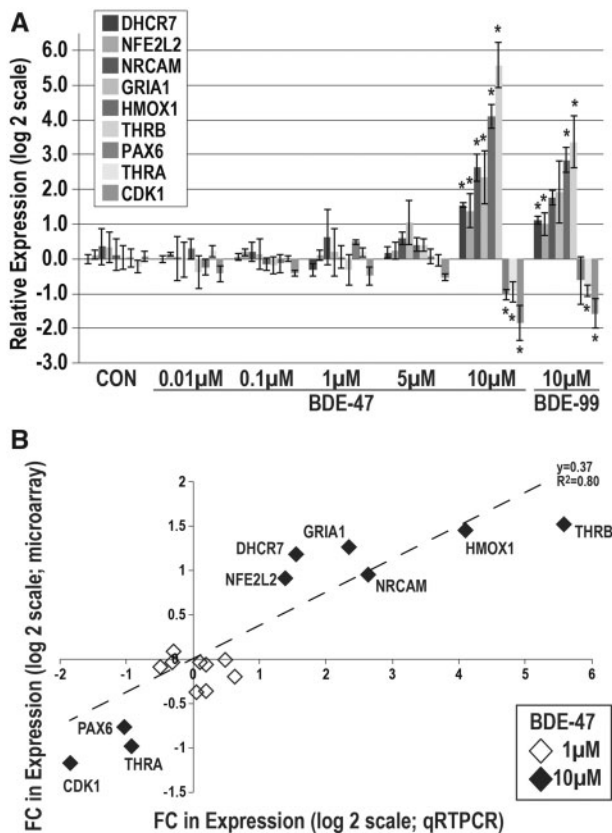 A
Relative Expression (log 2 scale)
6.0
5.0
4.0
3.0
2.0
1.0
0
-1.0
-2.0
-3.0
DHCR7
NFE2L2
NRCAM
GRIA1
HMOX1
THRB
PAX6
THRA
CDK1
* * * * * * * * *
* * * * * *
CON 0.01µM 0.1µM 1µM 5µM 10µM 10µM
BDE-47 BDE-99
B
FC in Expression (log 2 scale; microarray)
2
1.5
1
0.5
0
-0.5
-1
-1.5
-2 -1 0 1 2 3 4 5 6
y=0.37
R²=0.80
DHCR7
GRIA1
NFE2L2
NRCAM
HMOX1
THRB
PAX6
THRA
CDK1
BDE-47
1µM
10µM
FC in Expression (log 2 scale; qRTPCR)